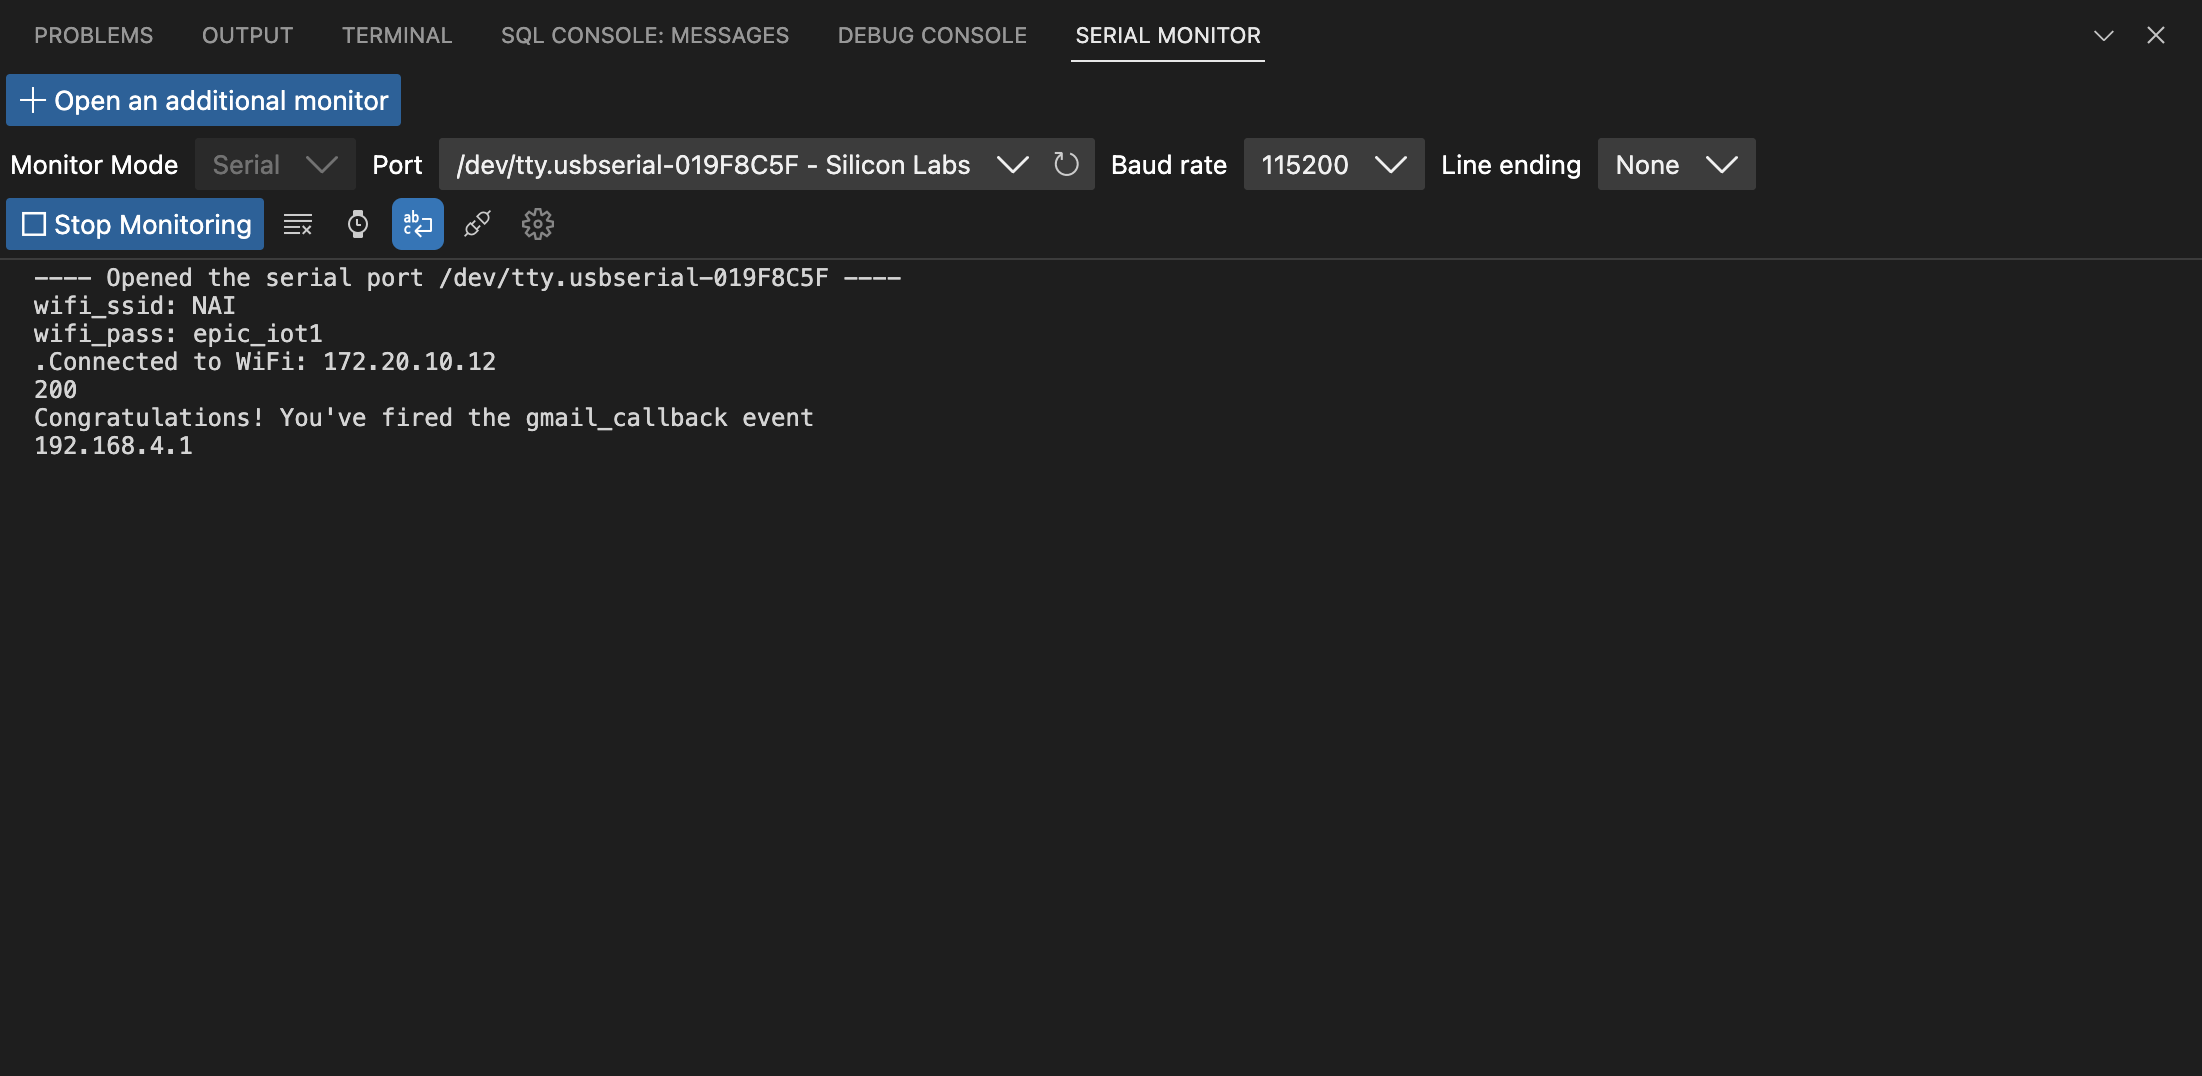 PROBLEMS OUTPUT TERMINAL SQL CONSOLE: MESSAGES DEBUG CONSOLE SERIAL MONITOR
Open an additional monitor
Monitor Mode Serial Port /dev/tty.usbserial-019F8C5F - Silicon Labs Baud rate 115200 Line ending None
Stop Monitoring
---- Opened the serial port /dev/tty.usbserial-019F8C5F ----
wifi_ssid: NAI
wifi_pass: epic_iot1
.Connected to WiFi: 172.20.10.12
200
Congratulations! You've fired the gmail_callback event
192.168.4.1